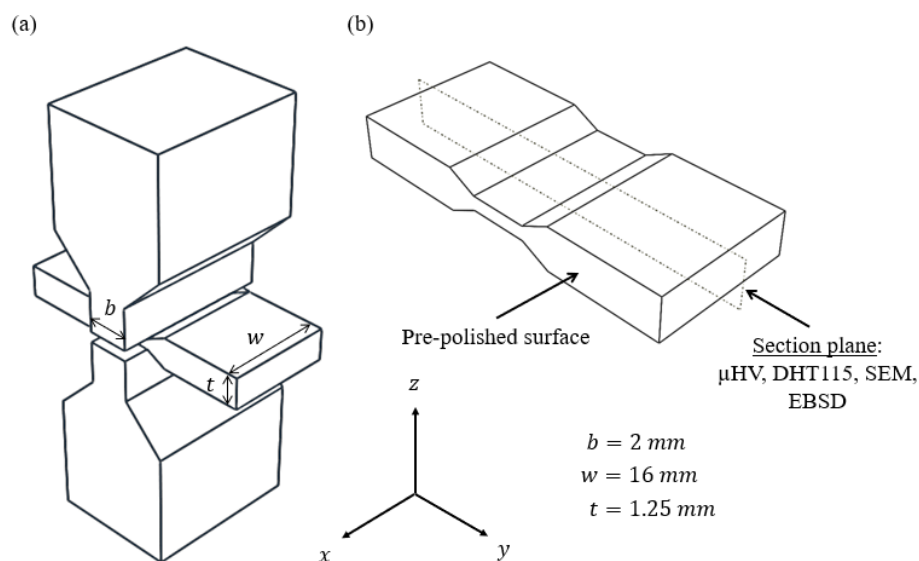 (a)
(b)
b
w
t
Pre-polished surface
Section plane:
μHV, DHT115, SEM,
EBSD
z
x
y
b = 2 mm
w = 16 mm
t = 1.25 mm